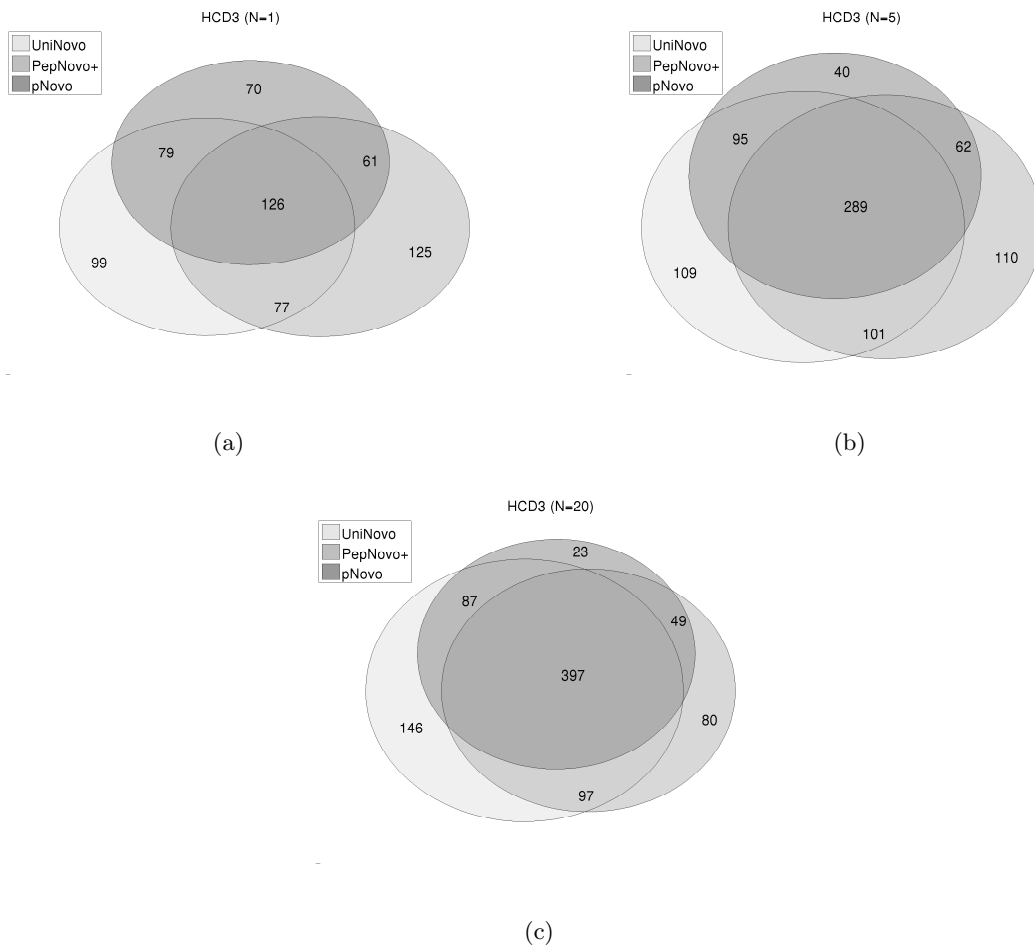 HCD3 (N=1)
UniNovo
PepNovo+
pNovo
70
79
61
126
99
125
77
(a)
HCD3 (N=5)
UniNovo
PepNovo+
pNovo
40
95
62
289
109
110
101
(b)
HCD3 (N=20)
UniNovo
PepNovo+
pNovo
23
87
49
397
146
80
97
(c)